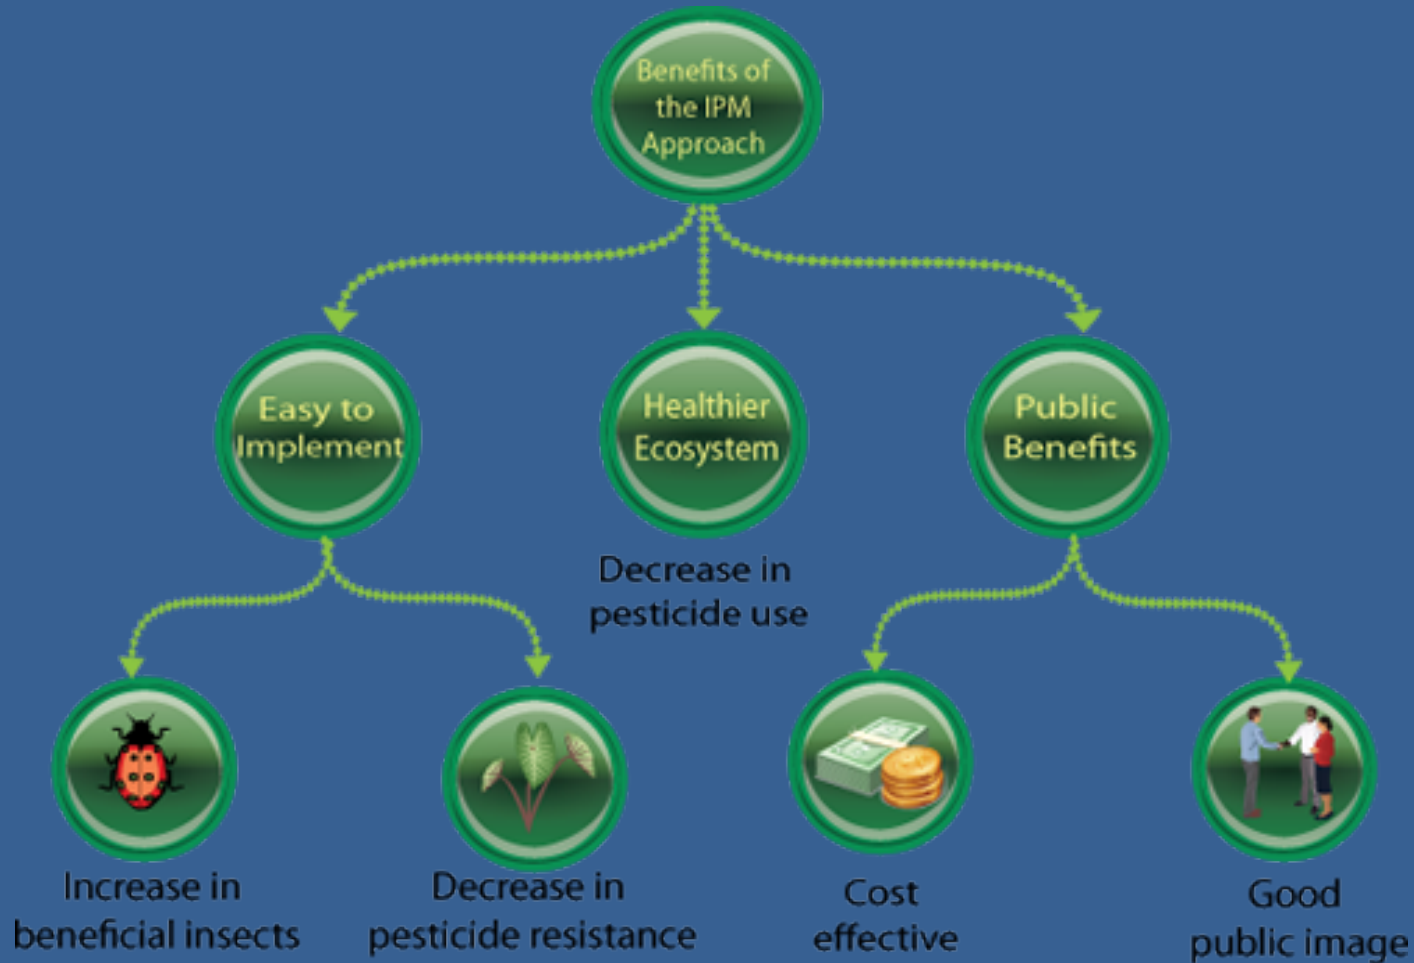 Benefits of
the IPM
Approach
Easy to
Implement
Healthier
Ecosystem
Public
Benefits
Decrease in
pesticide use
Increase in
beneficial insects
Decrease in
pesticide resistance
Cost
effective
Good
public image